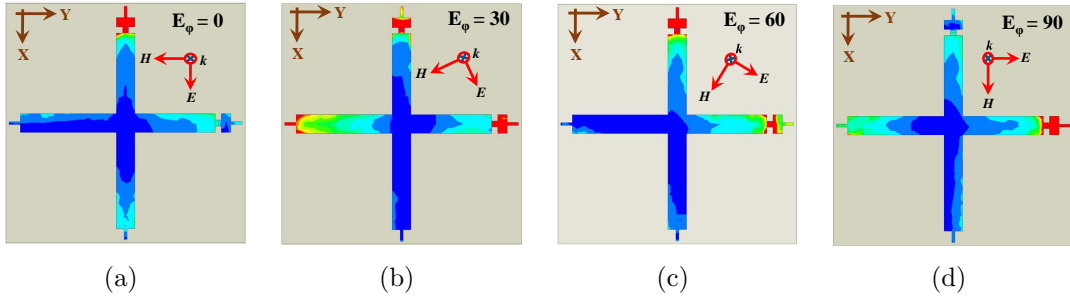 Y
X
E_φ = 0
H
k
E
Y
X
E_φ = 30
H
k
E
Y
X
E_φ = 60
H
k
E
Y
X
E_φ = 90
k
E
H
(a)
(b)
(c)
(d)